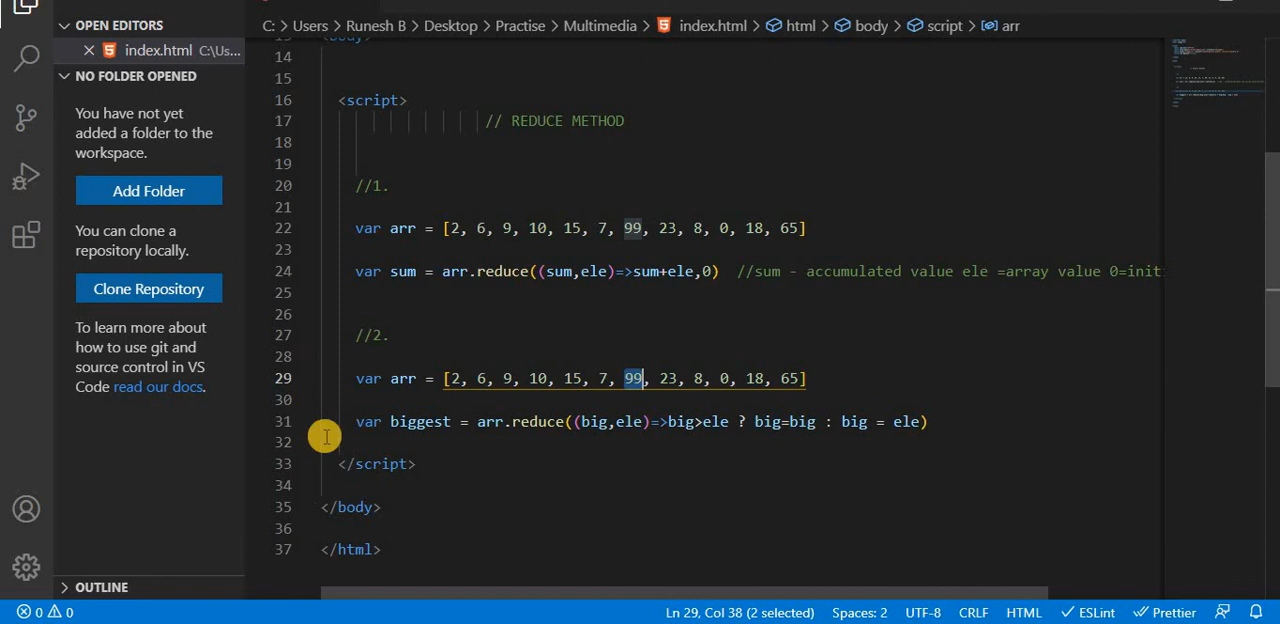 OPEN EDITORS
index.html C:\Us...
NO FOLDER OPENED
You have not yet
added a folder to the
workspace.
Add Folder
You can clone a
repository locally.
Clone Repository
To learn more about
how to use git and
source control in VS
Code read our docs.
OUTLINE
C: > Users > Runesh B > Desktop > Practise > Multimedia > index.html > html > body > script > arr
13 <body>
14
15
16 <script>
17 // REDUCE METHOD
18
19
20 //1.
21
22 var arr = [2, 6, 9, 10, 15, 7, 99, 23, 8, 0, 18, 65]
23
24 var sum = arr.reduce((sum,ele)=>sum+ele,0) //sum - accumulated value ele =array value 0=init
25
26
27 //2.
28
29 var arr = [2, 6, 9, 10, 15, 7, 99, 23, 8, 0, 18, 65]
30
31 var biggest = arr.reduce((big,ele)=>big>ele ? big=big : big = ele)
32
33 </script>
34
35 </body>
36
37 </html>
0 0 Ln 29, Col 38 (2 selected) Spaces: 2 UTF-8 CRLF HTML ESLint Prettier